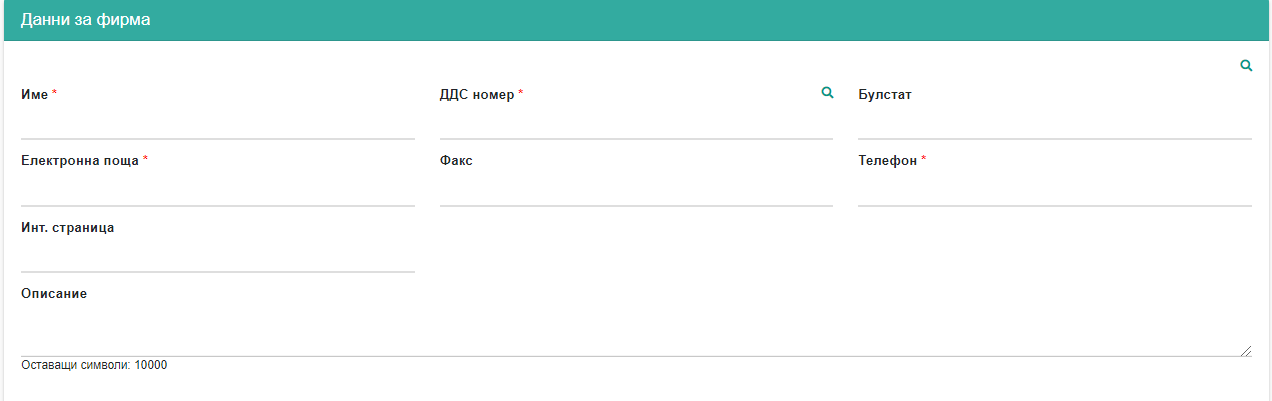 Данни за фирма
Име *
ДДС номер *
Булстат
Електронна поща *
Факс
Телефон *
Инт. страница
Описание
Оставащи символи: 10000